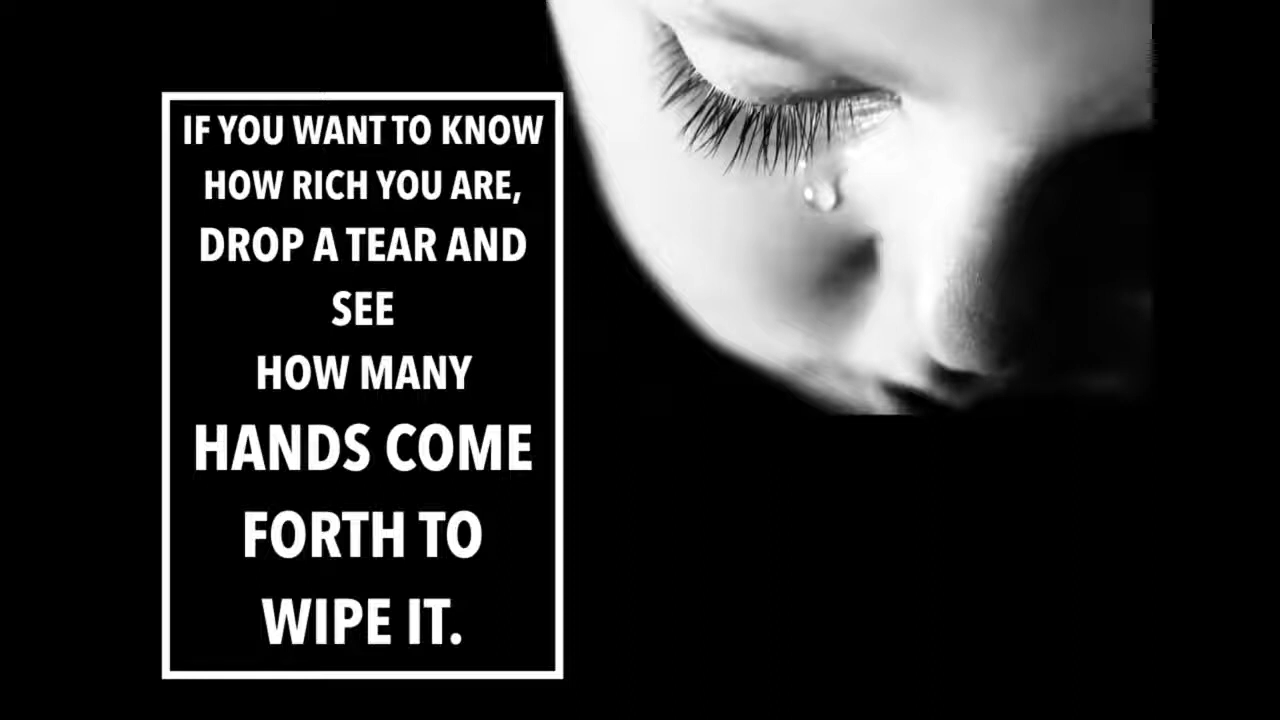 IF YOU WANT TO KNOW
HOW RICH YOU ARE,
DROP A TEAR AND
SEE
HOW MANY
HANDS COME
FORTH TO
WIPE IT.